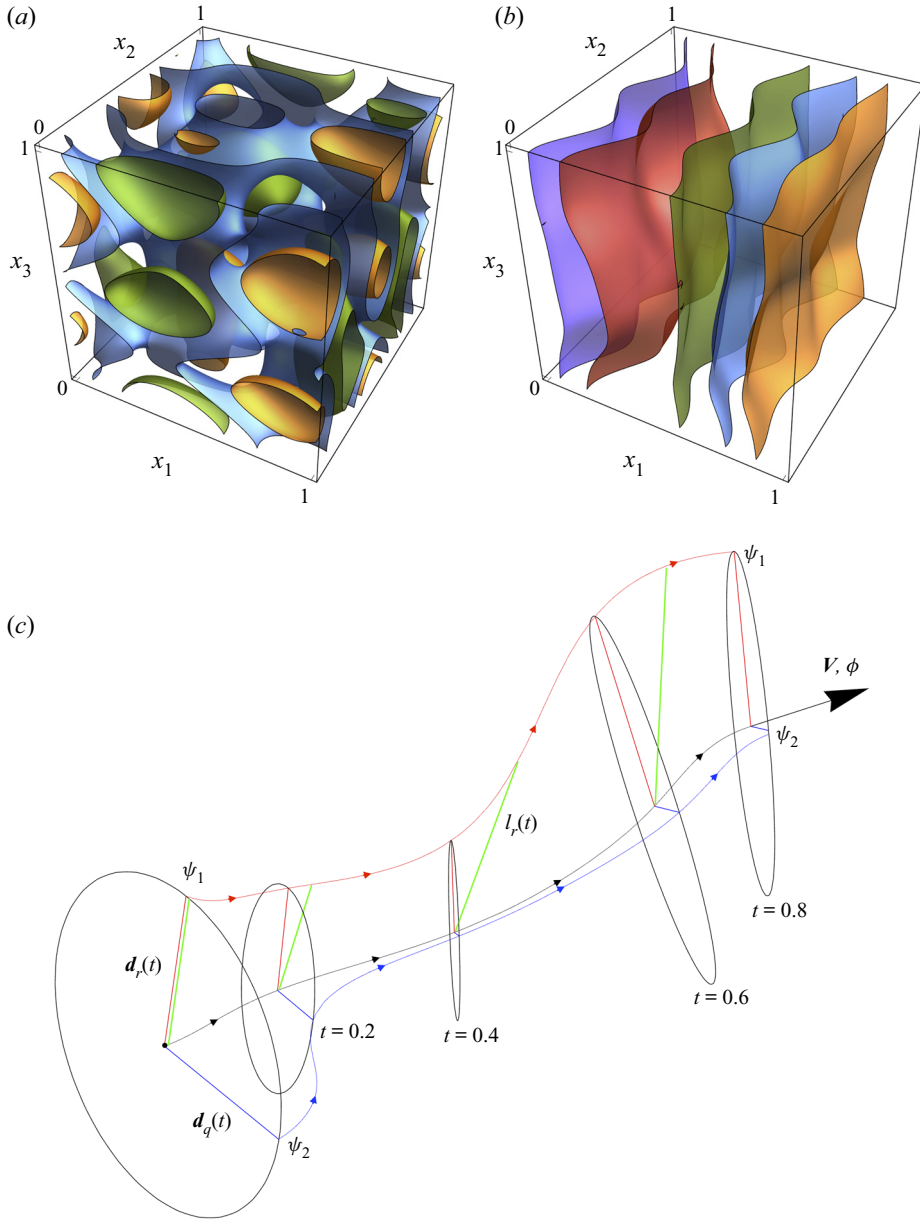 (a)
1
x2
0
1
x3
0
x1
1
(b)
1
x2
0
1
x3
0
x1
1
(c)
ψ1
V, ϕ
ψ2
lr(t)
t = 0.8
ψ1
t = 0.6
dr(t)
t = 0.2
t = 0.4
dq(t)
ψ2